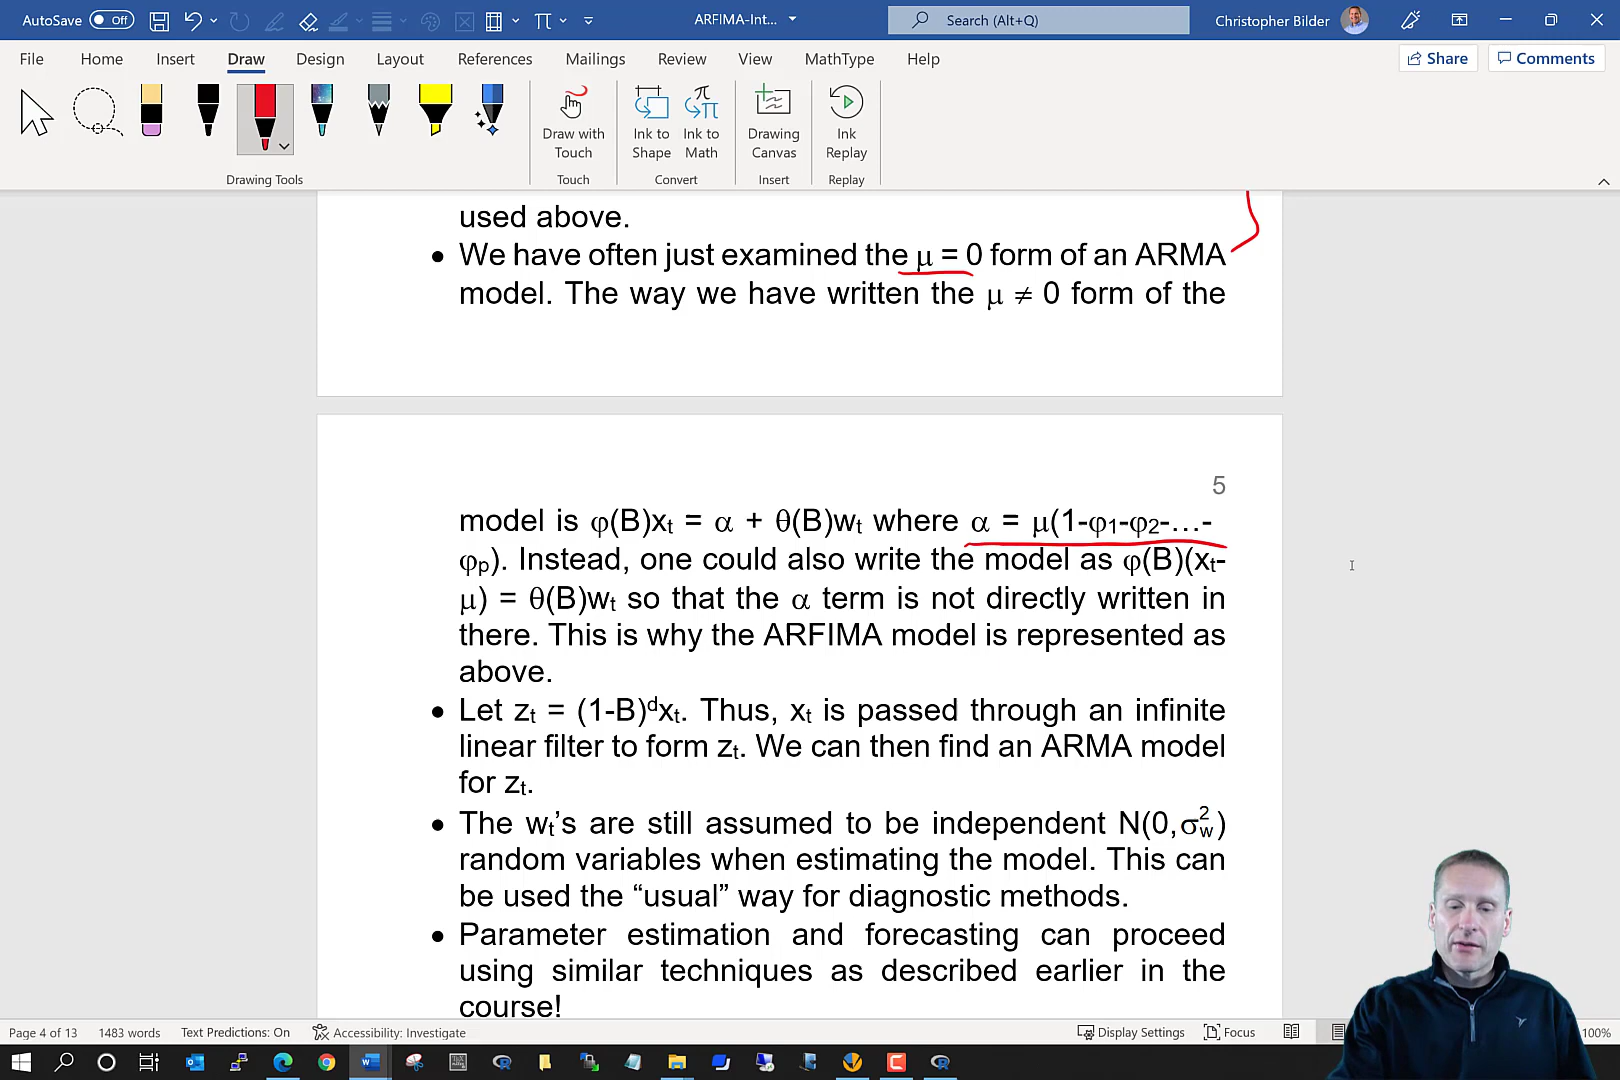 AutoSave Off ARFIMA-Int... Search (Alt+Q) Christopher Bilder
File Home Insert Draw Design Layout References Mailings Review View MathType Help Share Comments
Draw with Touch
Ink to Shape
Ink to Math
Drawing Canvas
Ink Replay
Drawing Tools Touch Convert Insert Replay
used above.
• We have often just examined the μ = 0 form of an ARMA
model. The way we have written the μ ≠ 0 form of the
5
model is φ(B)xₜ = α + θ(B)wₜ where α = μ(1-φ₁-φ₂-…-
φₚ). Instead, one could also write the model as φ(B)(xₜ-
μ) = θ(B)wₜ so that the α term is not directly written in
there. This is why the ARFIMA model is represented as
above.
• Let zₜ = (1-B)ᵈxₜ. Thus, xₜ is passed through an infinite
linear filter to form zₜ. We can then find an ARMA model
for zₜ.
• The wₜ's are still assumed to be independent N(0,σ²w)
random variables when estimating the model. This can
be used the “usual” way for diagnostic methods.
• Parameter estimation and forecasting can proceed
using similar techniques as described earlier in the
course!
Page 4 of 13 1483 words Text Predictions: On Accessibility: Investigate Display Settings Focus 100%